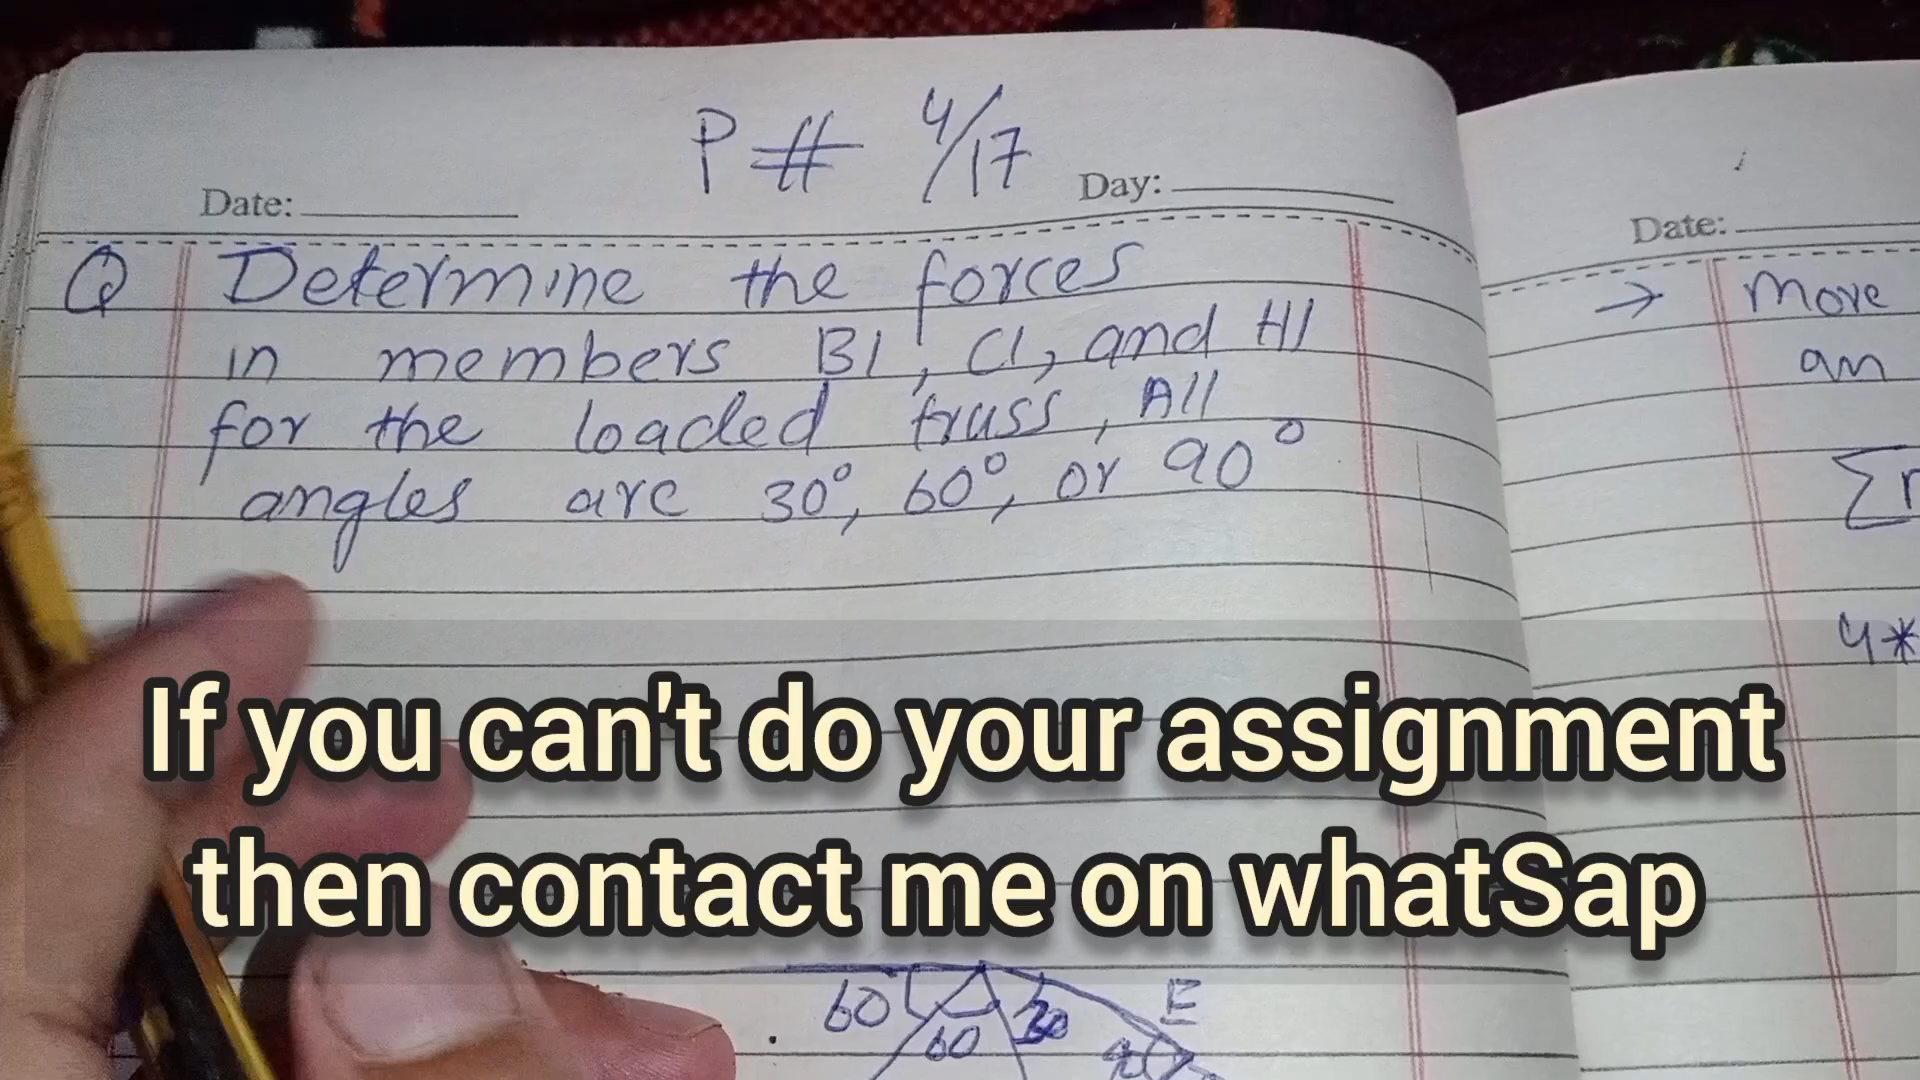 P # 4/17
Date:
Day:
Q Determine the forces
in members BI, CI, and HI
for the loaded truss, All
angles are 30°, 60°, or 90°
Date:
→ More
an
4*
If you can't do your assignment
then contact me on whatSap
60
60
30
E